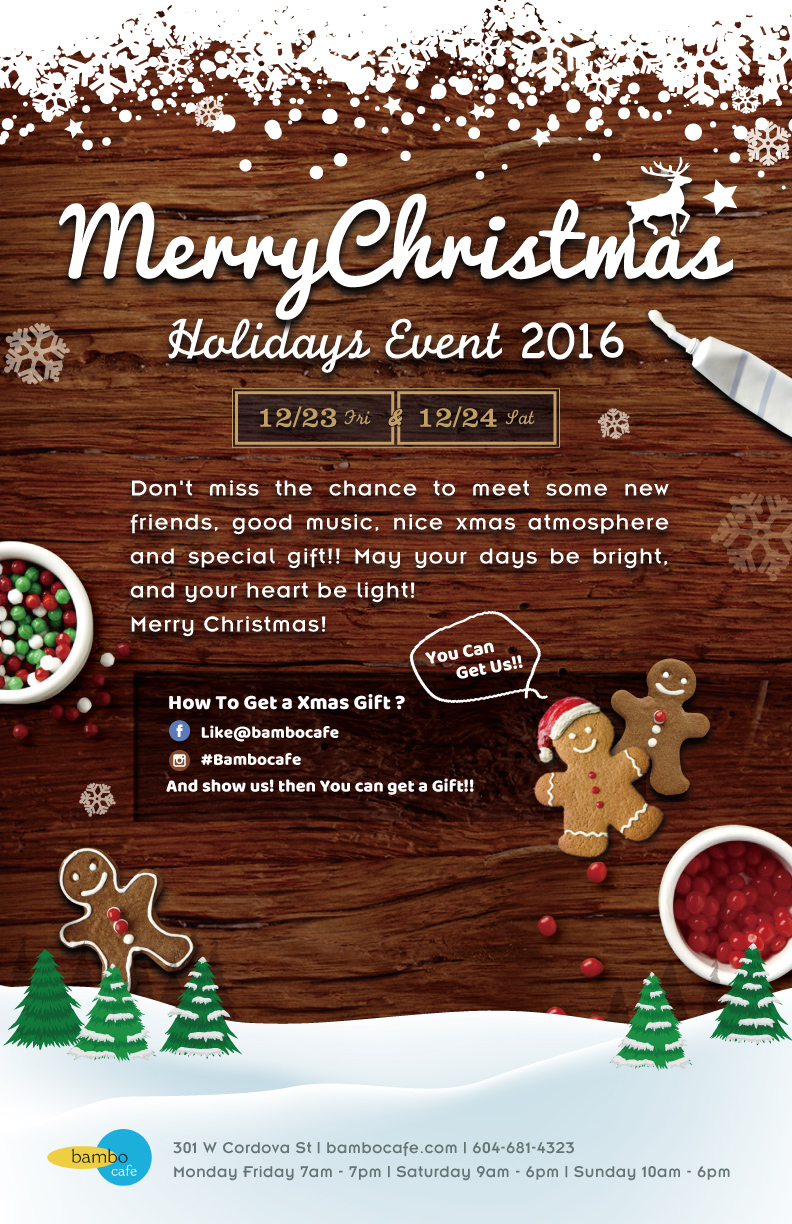 MerryChristmas
Holidays Event 2016
12/23 Fri & 12/24 Sat
Don't miss the chance to meet some new
friends, good music, nice xmas atmosphere
and special gift!! May your days be bright,
and your heart be light!
Merry Christmas!
You Can
Get Us!!
How To Get a Xmas Gift ?
f Like@bambocafe
#Bambocafe
And show us! then You can get a Gift!!
bambo
cafe
301 W Cordova St | bambocafe.com | 604-681-4323
Monday Friday 7am - 7pm | Saturday 9am - 6pm | Sunday 10am - 6pm